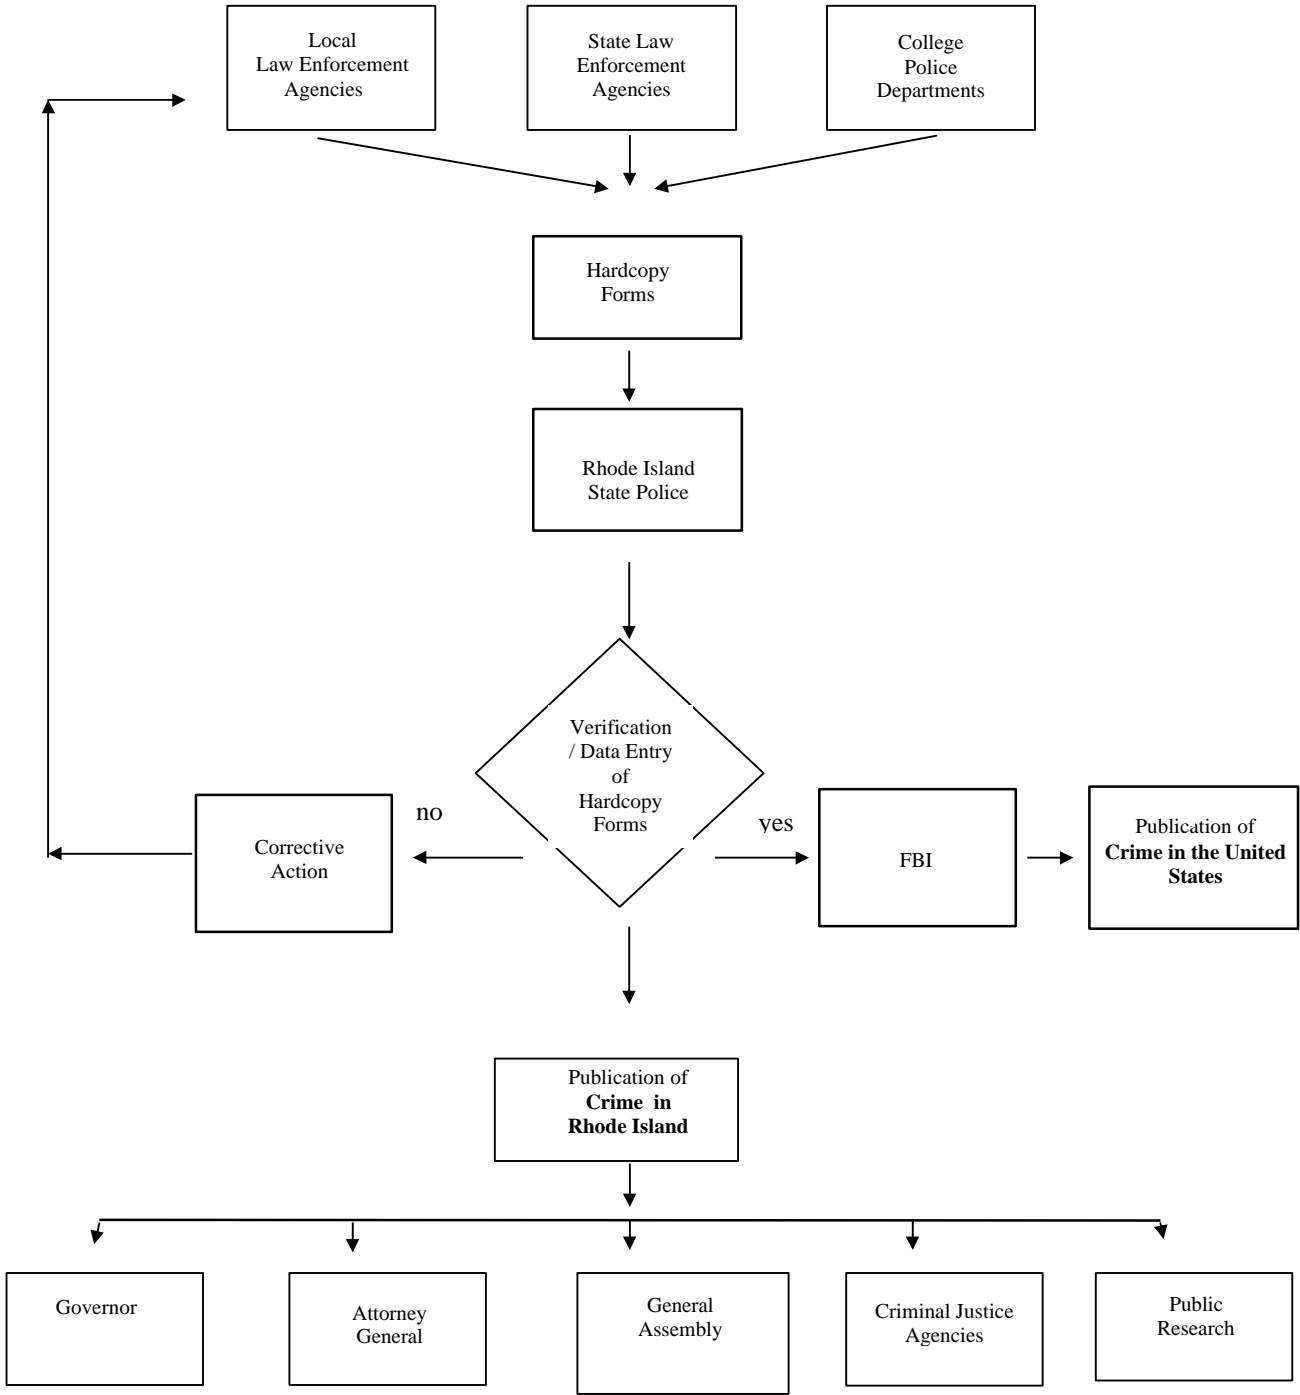 Local
Law Enforcement
Agencies
State Law
Enforcement
Agencies
College
Police
Departments
Hardcopy
Forms
Rhode Island
State Police
Verification
/ Data Entry
of
Hardcopy
Forms
no
yes
Corrective
Action
FBI
Publication of
Crime in the United
States
Publication of
Crime in
Rhode Island
Governor
Attorney
General
General
Assembly
Criminal Justice
Agencies
Public
Research